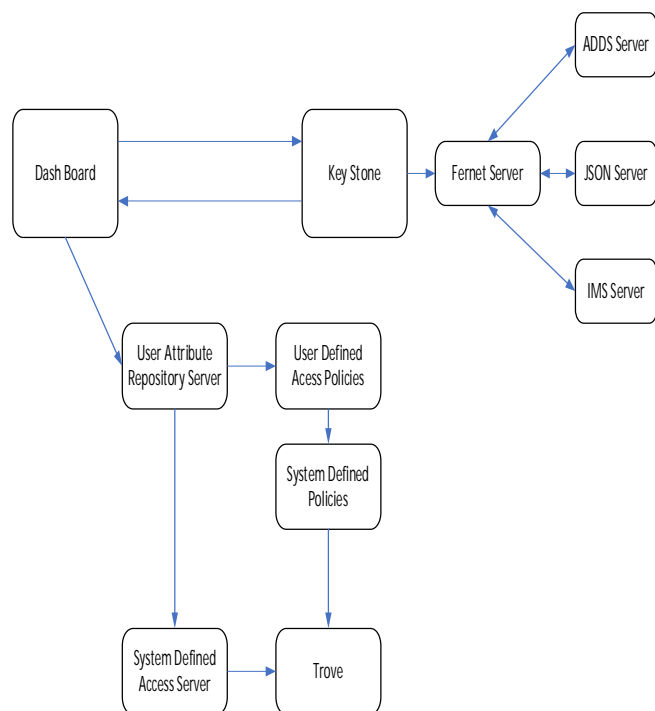 ADDS Server
Dash Board
Key Stone
Fernet Server
JSON Server
IMS Server
User Attribute
Repository Server
User Defined
Acess Policies
System Defined
Policies
System Defined
Access Server
Trove